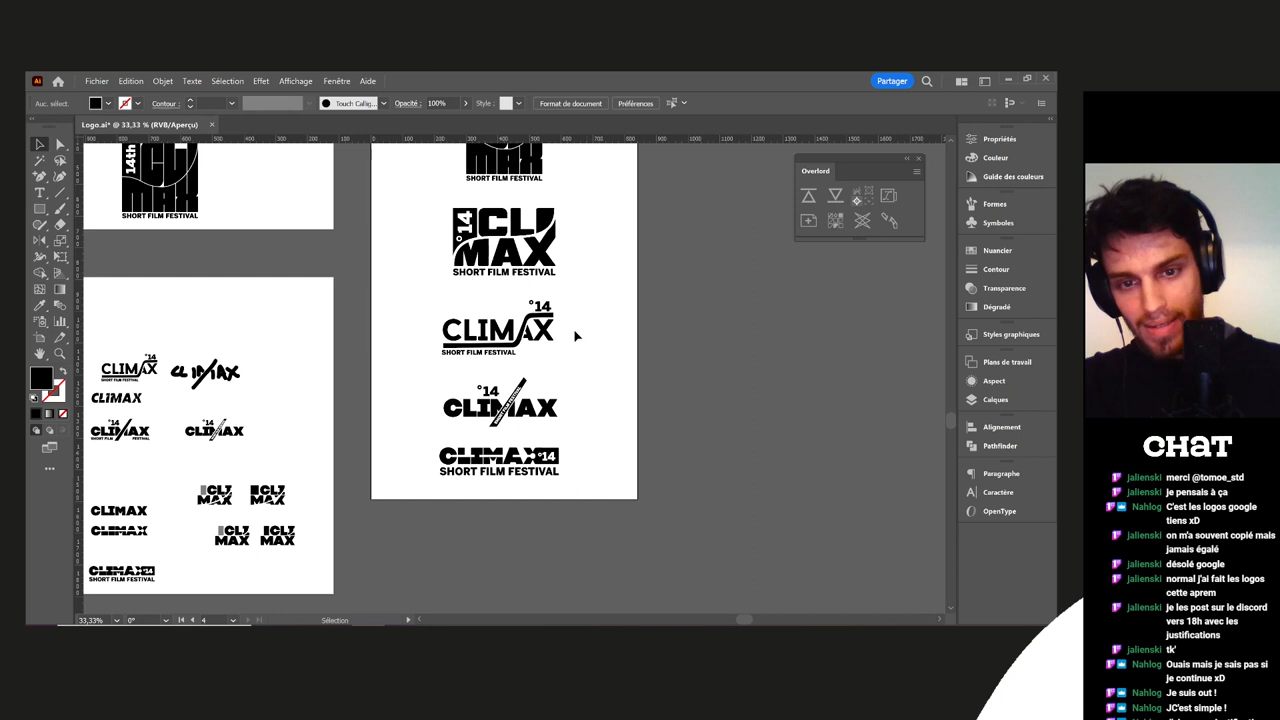 Ai Fichier Edition Objet Texte Sélection Effet Affichage Fenêtre Aide Partager
Auc. sélect. Contour : Touch Callig... Opacité : 100% Style : Format de document Préférences
Logo.ai* @ 33,33 % (RVB/Aperçu)
14th
CLI
MAX
SHORT FILM FESTIVAL
SHORT FILM FESTIVAL
°14
CLI
MAX
SHORT FILM FESTIVAL
°14
CLIMAX
SHORT FILM FESTIVAL
°14
CLIMAX
CLIMAX °14
SHORT FILM FESTIVAL
°14
CLIMAX
SHORT FILM FESTIVAL
CLIMAX
CLIMAX
°14
CLIMAX
SHORT FILM FESTIVAL
°14
CLIMAX
CLI
MAX
CLI
MAX
CLIMAX
CLIMAX
CLI
MAX
CLI
MAX
CLIMAX °14
SHORT FILM FESTIVAL
Overlord
Propriétés
Couleur
Guide des couleurs
Formes
Symboles
Nuancier
Contour
Transparence
Dégradé
Styles graphiques
Plans de travail
Aspect
Calques
Alignement
Pathfinder
Paragraphe
Caractère
OpenType
33,33% 0° 4 Sélection
CHAT
jalienski merci @tomoe_std
jalienski je pensais à ça
Nahlog C'est les logos google
tiens xD
jalienski on m'a souvent copié mais
jamais égalé
jalienski désolé google
jalienski normal j'ai fait les logos
cette aprem
jalienski je les post sur le discord
vers 18h avec les
justifications
jalienski tk'
Nahlog Ouais mais je sais pas si
je continue xD
Nahlog Je suis out !
Nahlog JC'est simple !